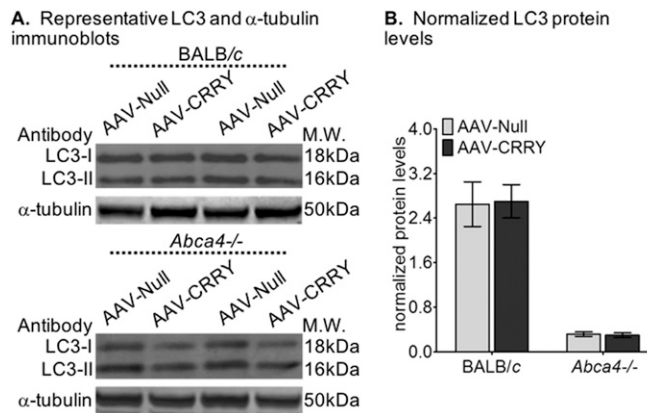 A. Representative LC3 and α-tubulin
immunoblots
BALB/c
AAV-Null AAV-CRRY AAV-Null AAV-CRRY
Antibody M.W.
LC3-I 18kDa
LC3-II 16kDa
α-tubulin 50kDa
Abca4-/-
AAV-Null AAV-CRRY AAV-Null AAV-CRRY
Antibody M.W.
LC3-I 18kDa
LC3-II 16kDa
α-tubulin 50kDa
B. Normalized LC3 protein
levels
normalized protein levels
4.0
3.2
2.4
1.6
0.8
0.0
AAV-Null
AAV-CRRY
BALB/c Abca4-/-